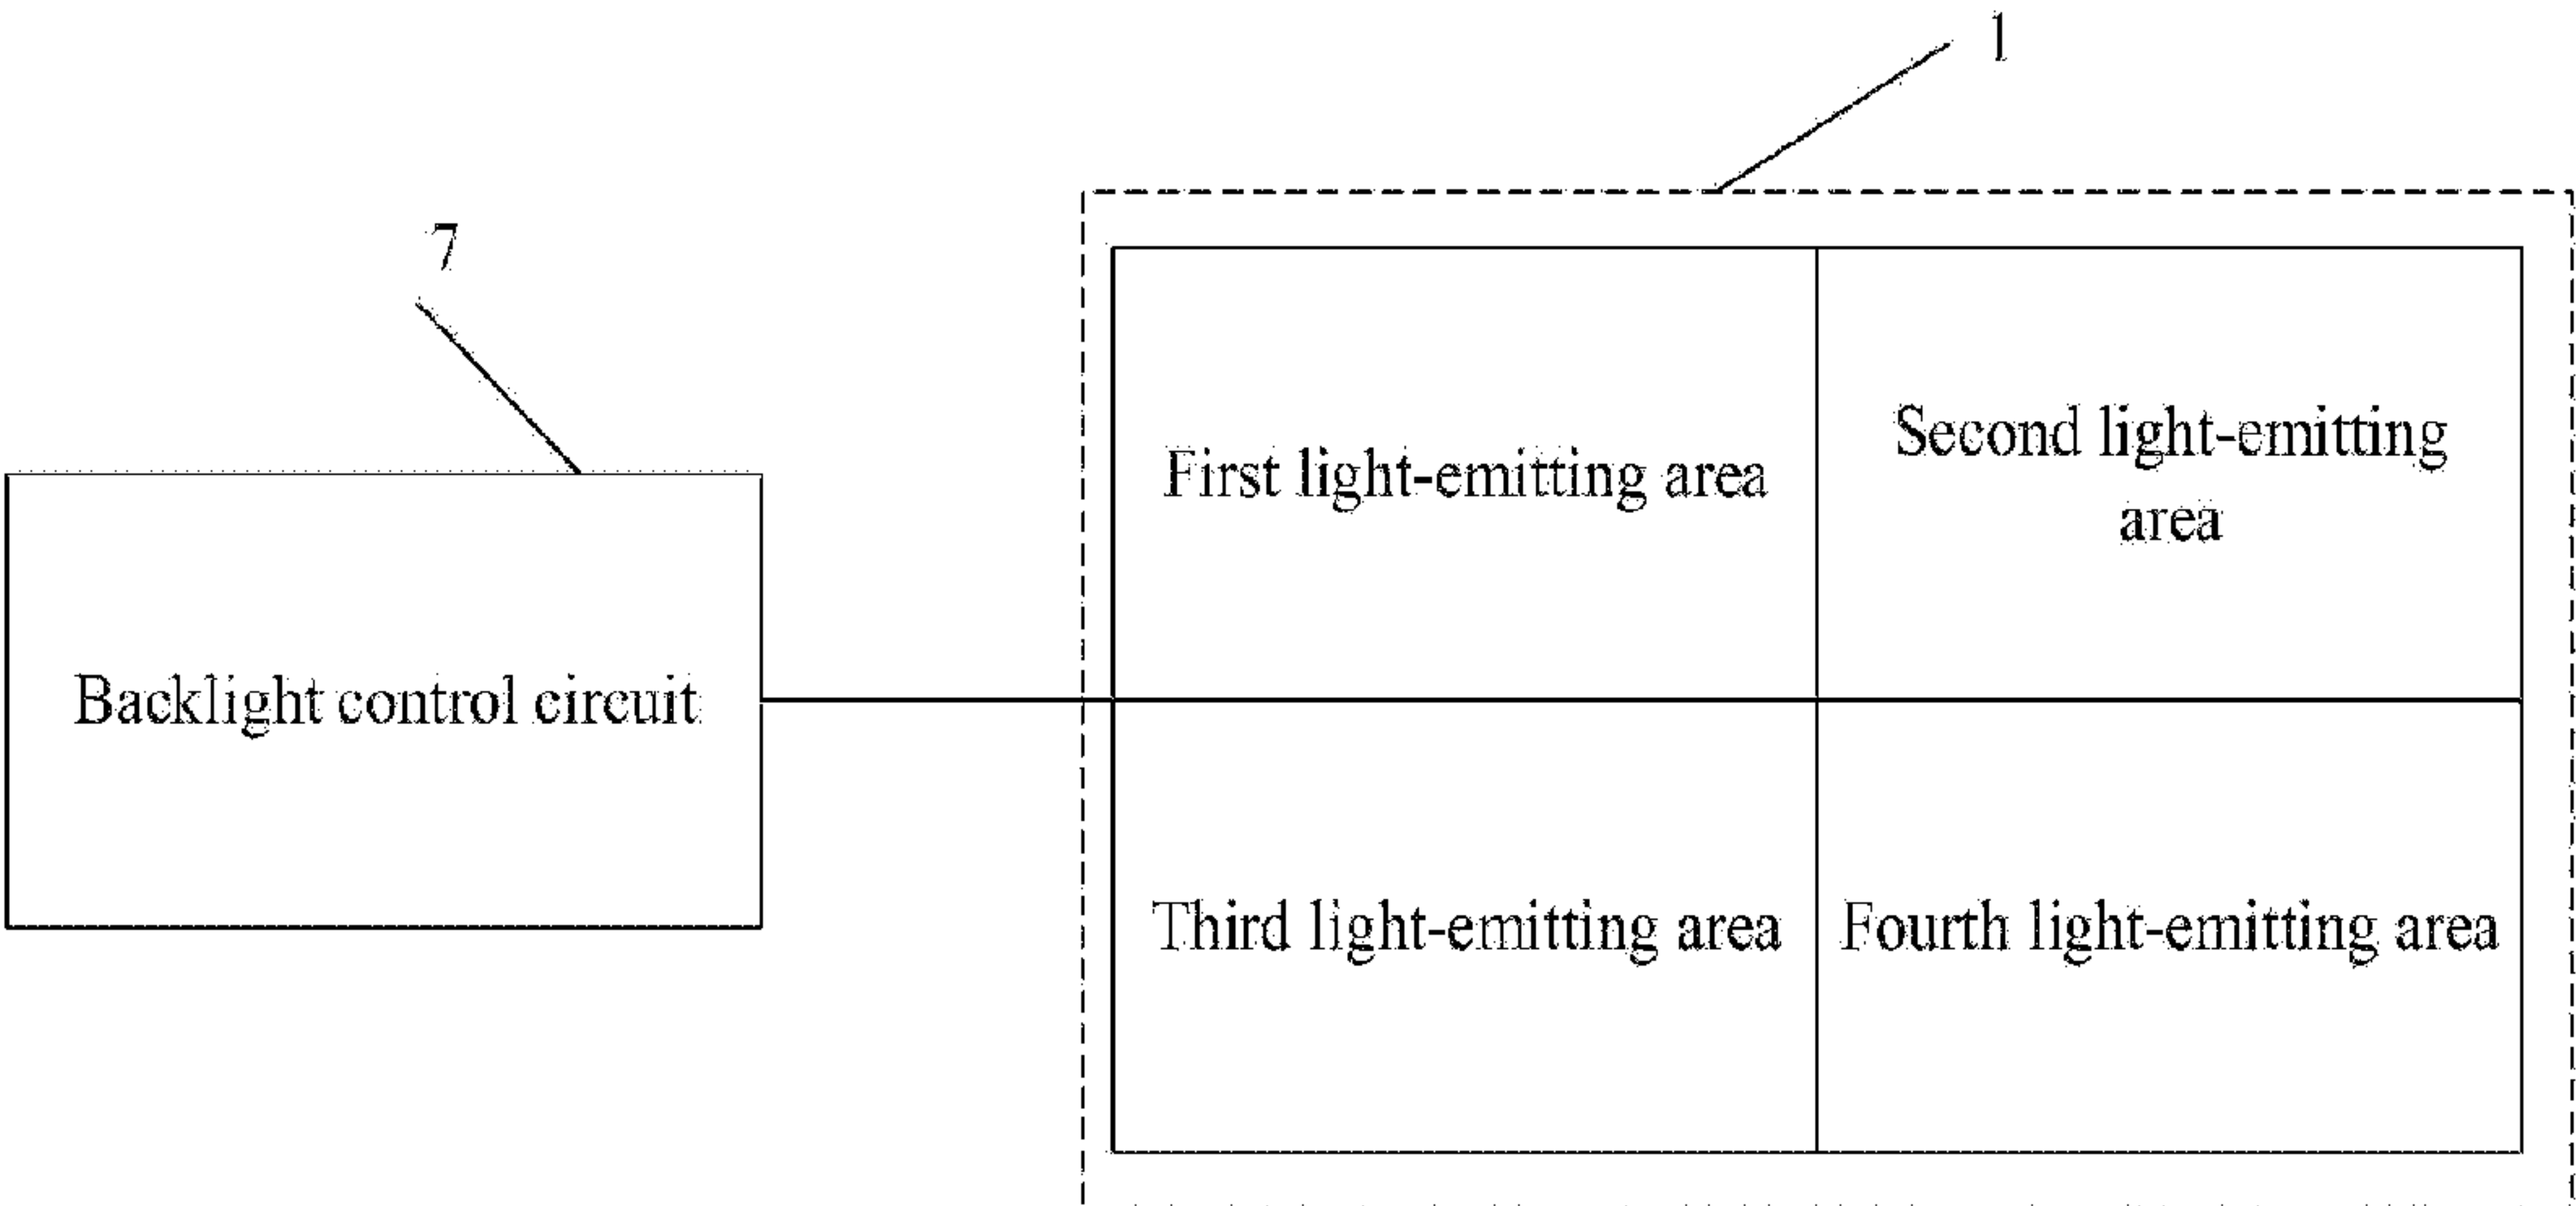 1
7
First light-emitting area
Second light-emitting
area
Backlight control circuit
Third light-emitting area
Fourth light-emitting area